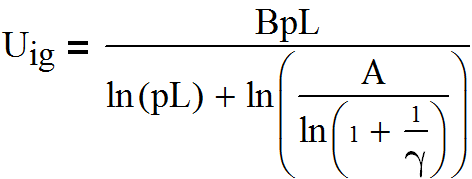 U_ig = BpL / (ln(pL) + ln(A / ln(1 + 1/γ)))